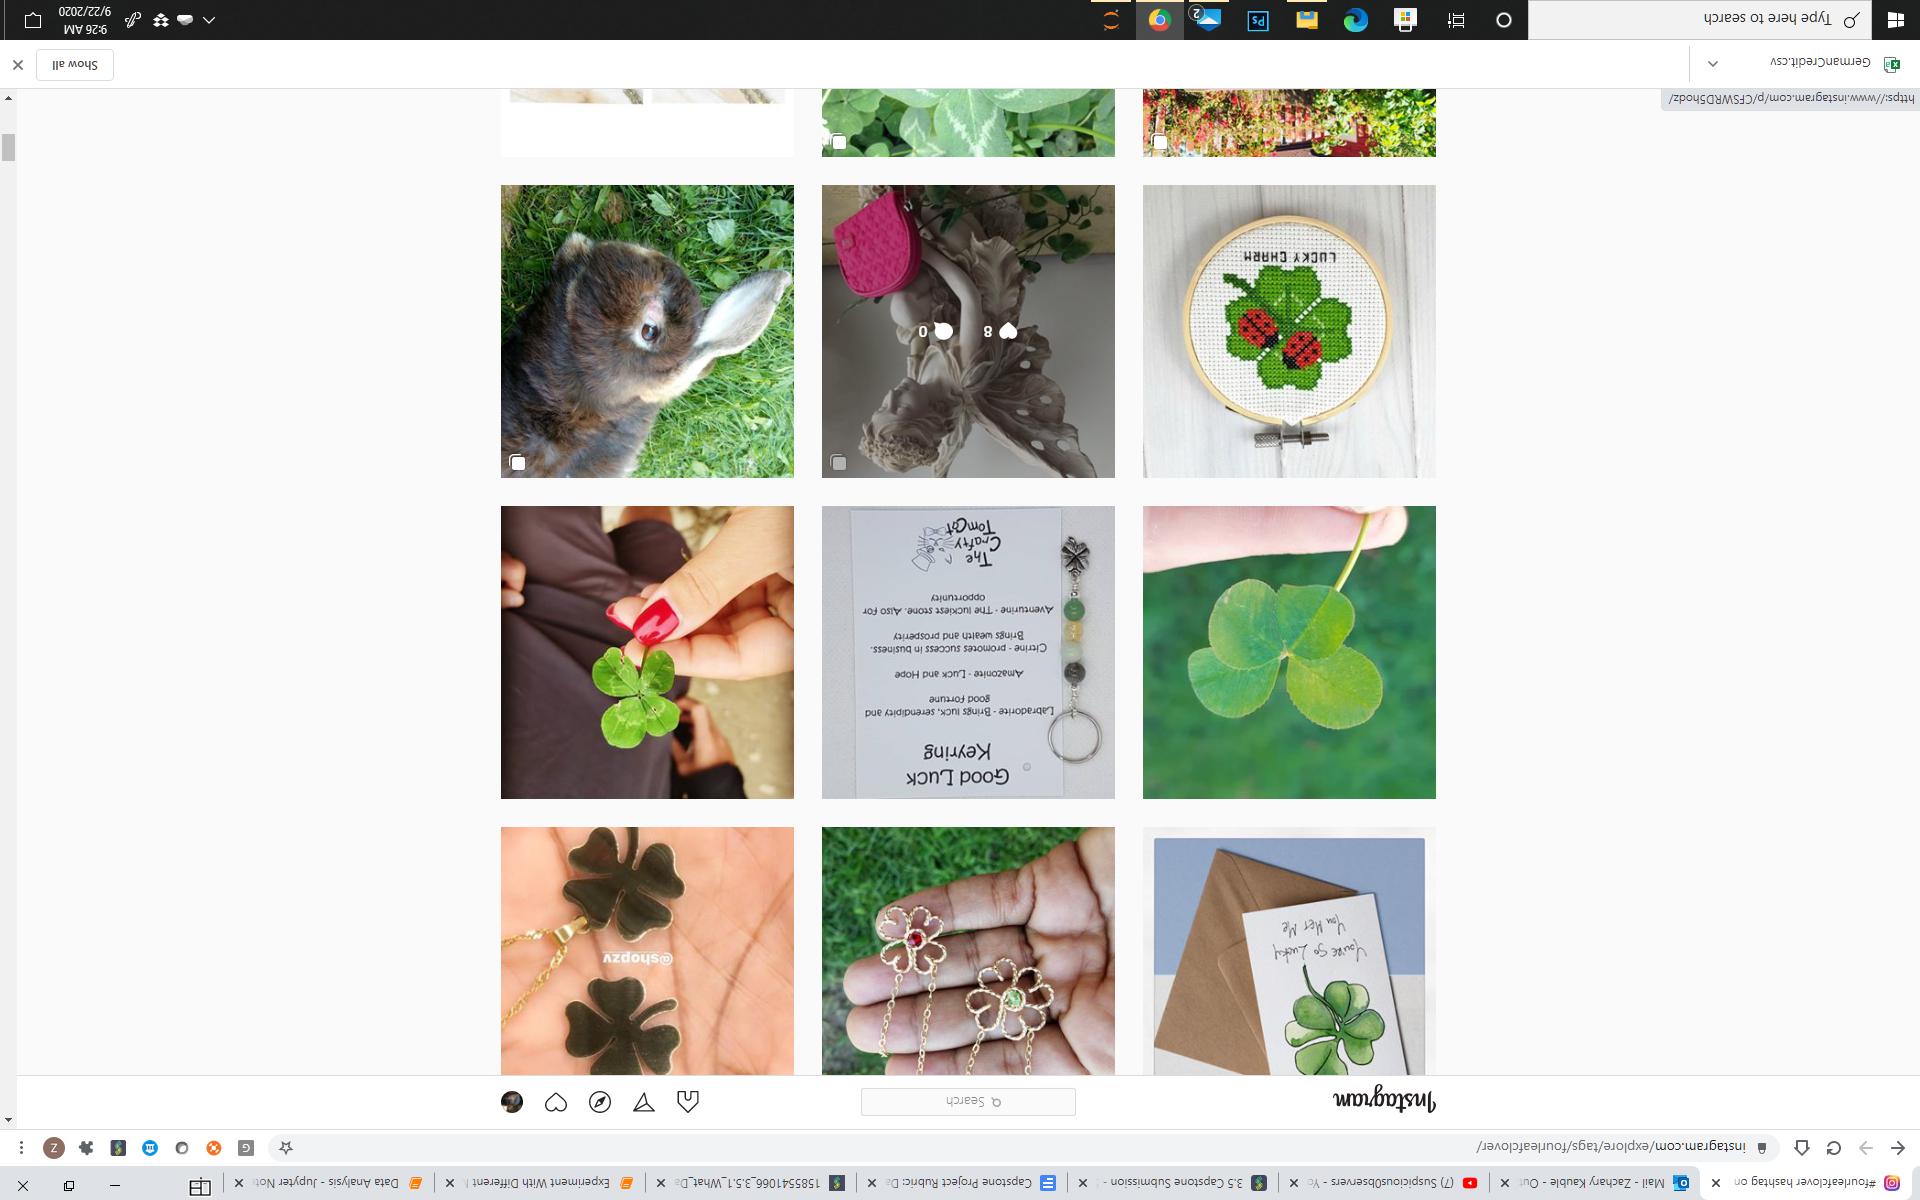 #fourleafclover hashtag on
Mail - Zachary Kauble - Out
(7) SuspiciousObservers - Yo
3.5 Capstone Submission -
Capstone Project Rubric: Da
1585541066_3.5.1._What_Da
Experiment With Different
Data Analysis - Jupyter Note
instagram.com/explore/tags/fourleafclover/
G
Z
Instagram
Search
You're So Lucky
You Met Me
@shopzv
Good Luck
Keyring
Labradorite - Brings luck, serendipity and
good fortune
Amazonite - Luck and Hope
Citrine - promotes success in business.
Brings wealth and prosperity
Aventurine - The luckiest stone. Also for
opportunity
The
Crafty
TomCat
8
0
LUCKY CHARM
https://www.instagram.com/p/CFSWRD5hodz/
GermanCredit.csv
Show all
Type here to search
Ps
2
9:26 AM
9/22/2020